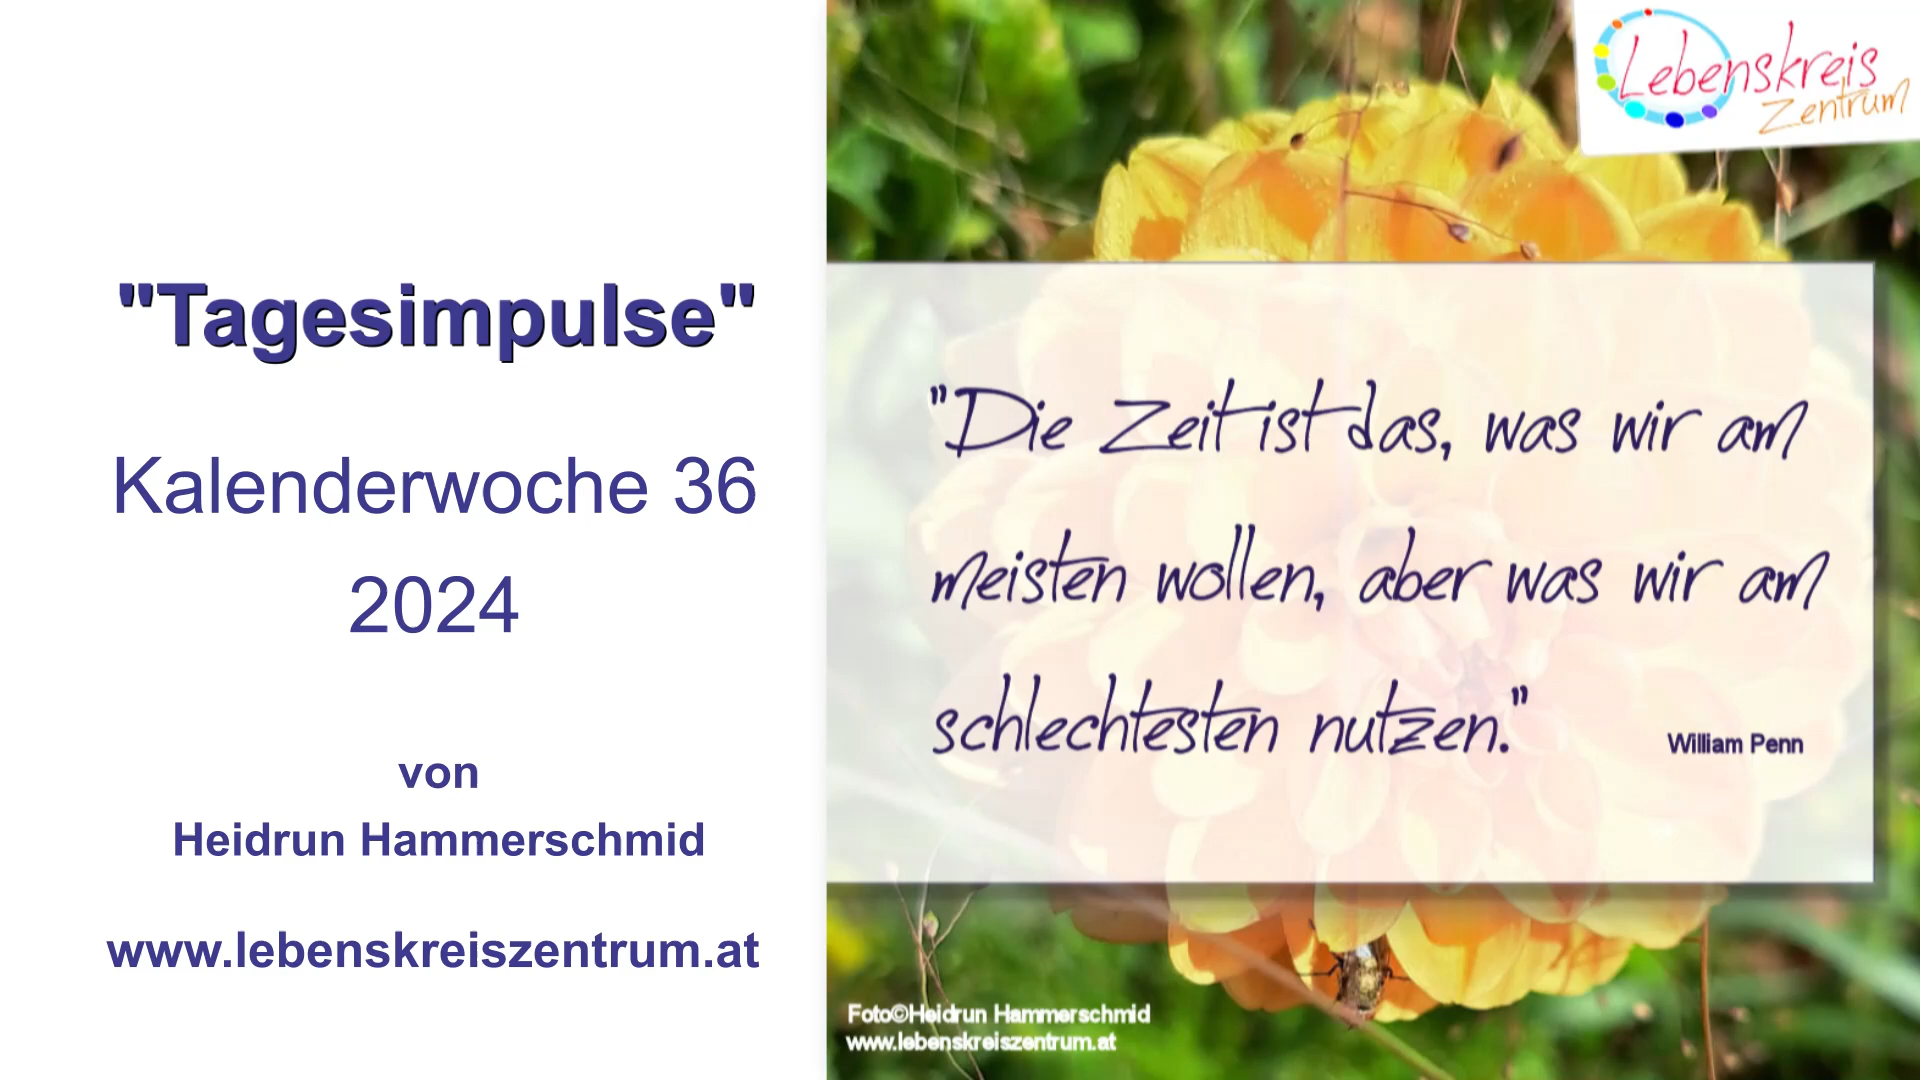 "Tagesimpulse"
Kalenderwoche 36
2024
von
Heidrun Hammerschmid
www.lebenskreiszentrum.at
Lebenskreis
Zentrum
"Die Zeit ist das, was wir am
meisten wollen, aber was wir am
schlechtesten nutzen."
William Penn
Foto©Heidrun Hammerschmid
www.lebenskreiszentrum.at